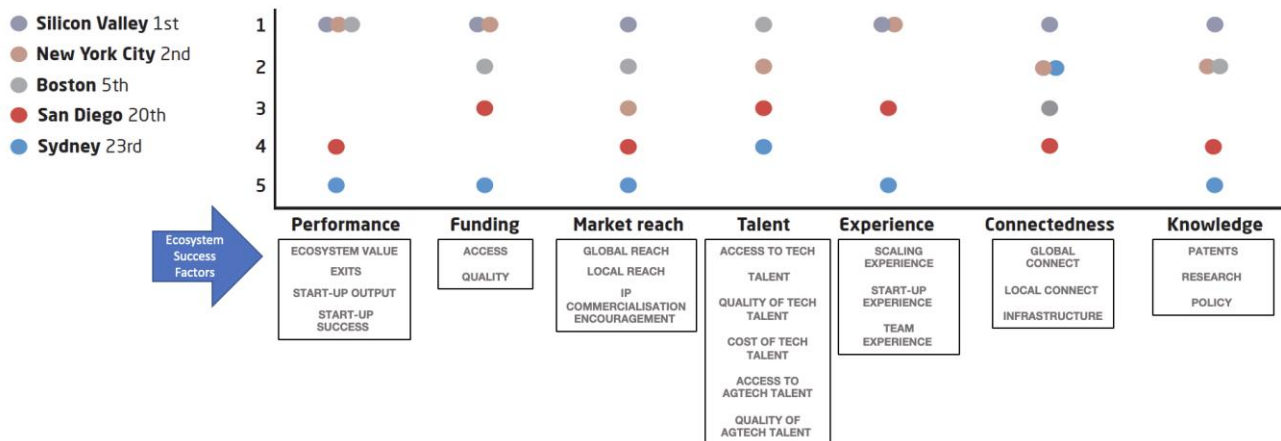 Silicon Valley 1st
New York City 2nd
Boston 5th
San Diego 20th
Sydney 23rd
1
2
3
4
5
Ecosystem
Success
Factors
Performance
ECOSYSTEM VALUE
EXITS
START-UP OUTPUT
START-UP
SUCCESS
Funding
ACCESS
QUALITY
Market reach
GLOBAL REACH
LOCAL REACH
IP
COMMERCIALISATION
ENCOURAGEMENT
Talent
ACCESS TO TECH
TALENT
QUALITY OF TECH
TALENT
COST OF TECH
TALENT
ACCESS TO
AGTECH TALENT
QUALITY OF
AGTECH TALENT
Experience
SCALING
EXPERIENCE
START-UP
EXPERIENCE
TEAM
EXPERIENCE
Connectedness
GLOBAL
CONNECT
LOCAL CONNECT
INFRASTRUCTURE
Knowledge
PATENTS
RESEARCH
POLICY